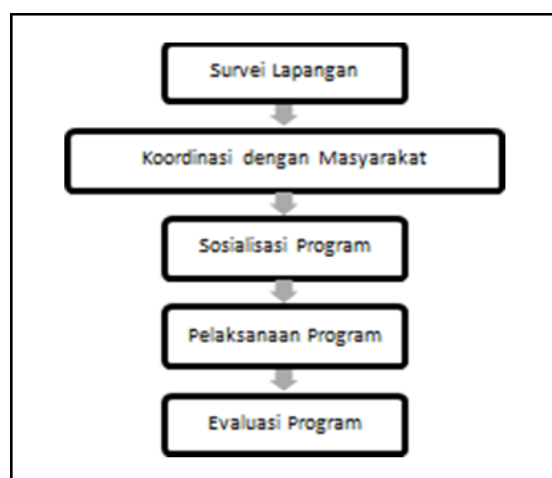 Survei Lapangan
Koordinasi dengan Masyarakat
Sosialisasi Program
Pelaksanaan Program
Evaluasi Program